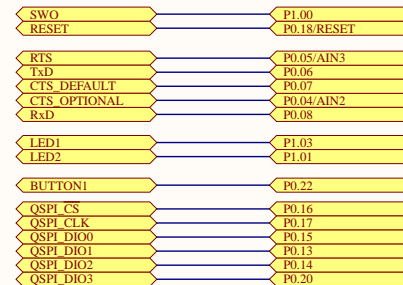 SWO P1.00
RESET P0.18/RESET
RTS P0.05/AIN3
TxD P0.06
CTS_DEFAULT P0.07
CTS_OPTIONAL P0.04/AIN2
RxD P0.08
LED1 P1.03
LED2 P1.01
BUTTON1 P0.22
QSPI_CS P0.16
QSPI_CLK P0.17
QSPI_DIO0 P0.15
QSPI_DIO1 P0.13
QSPI_DIO2 P0.14
QSPI_DIO3 P0.20